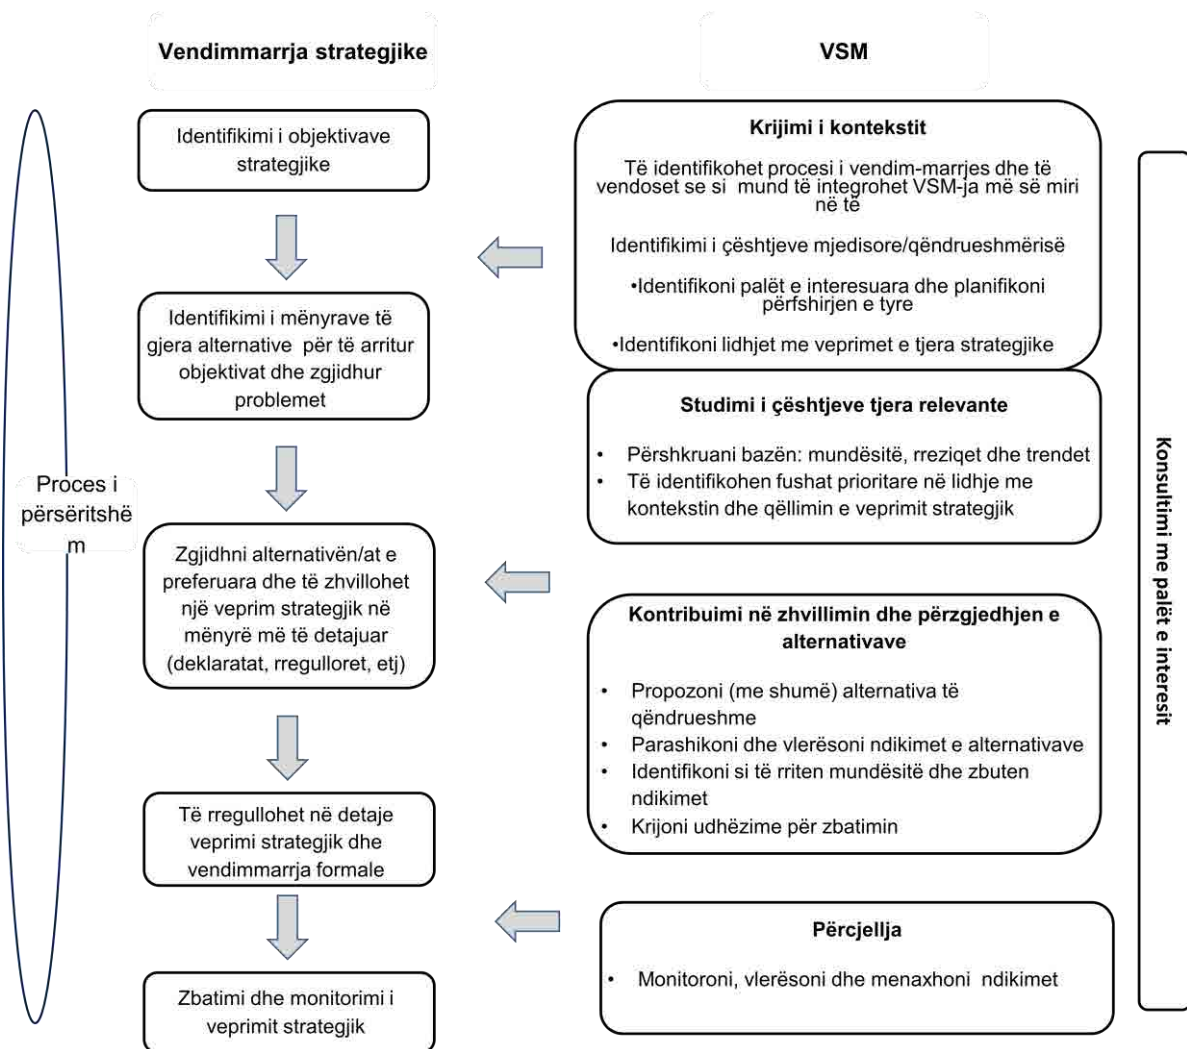 Vendimmarrja strategjike
VSM
Identifikimi i objektivave
strategjike
Identifikimi i mënyrave të
gjera alternative për të arritur
objektivat dhe zgjidhur
problemet
Zgjidhni alternativën/at e
preferuara dhe të zhvillohet
një veprim strategjik në
mënyrë më të detajuar
(deklaratat, rregulloret, etj)
Të rregullohet në detaje
veprimi strategjik dhe
vendimmarrja formale
Zbatimi dhe monitorimi i
veprimit strategjik
Proces i
përsëritshë
m
Krijimi i kontekstit
Të identifikohet procesi i vendim-marrjes dhe të
vendoset se si mund të integrohet VSM-ja më së miri
në të
Identifikimi i çështjeve mjedisore/qëndrueshmërisë
•Identifikoni palët e interesuara dhe planifikoni
përfshirjen e tyre
•Identifikoni lidhjet me veprimet e tjera strategjike
Studimi i çështjeve tjera relevante
• Përshkruani bazën: mundësitë, rreziqet dhe trendet
• Të identifikohen fushat prioritare në lidhje me
kontekstin dhe qëllimin e veprimit strategjik
Kontribuimi në zhvillimin dhe përzgjedhjen e
alternativave
• Propozoni (me shumë) alternativa të
qëndrueshme
• Parashikoni dhe vlerësoni ndikimet e alternativave
• Identifikoni si të rriten mundësitë dhe zbuten
ndikimet
• Krijoni udhëzime për zbatimin
Përcjellja
• Monitoroni, vlerësoni dhe menaxhoni ndikimet
Konsultimi me palët e interesit